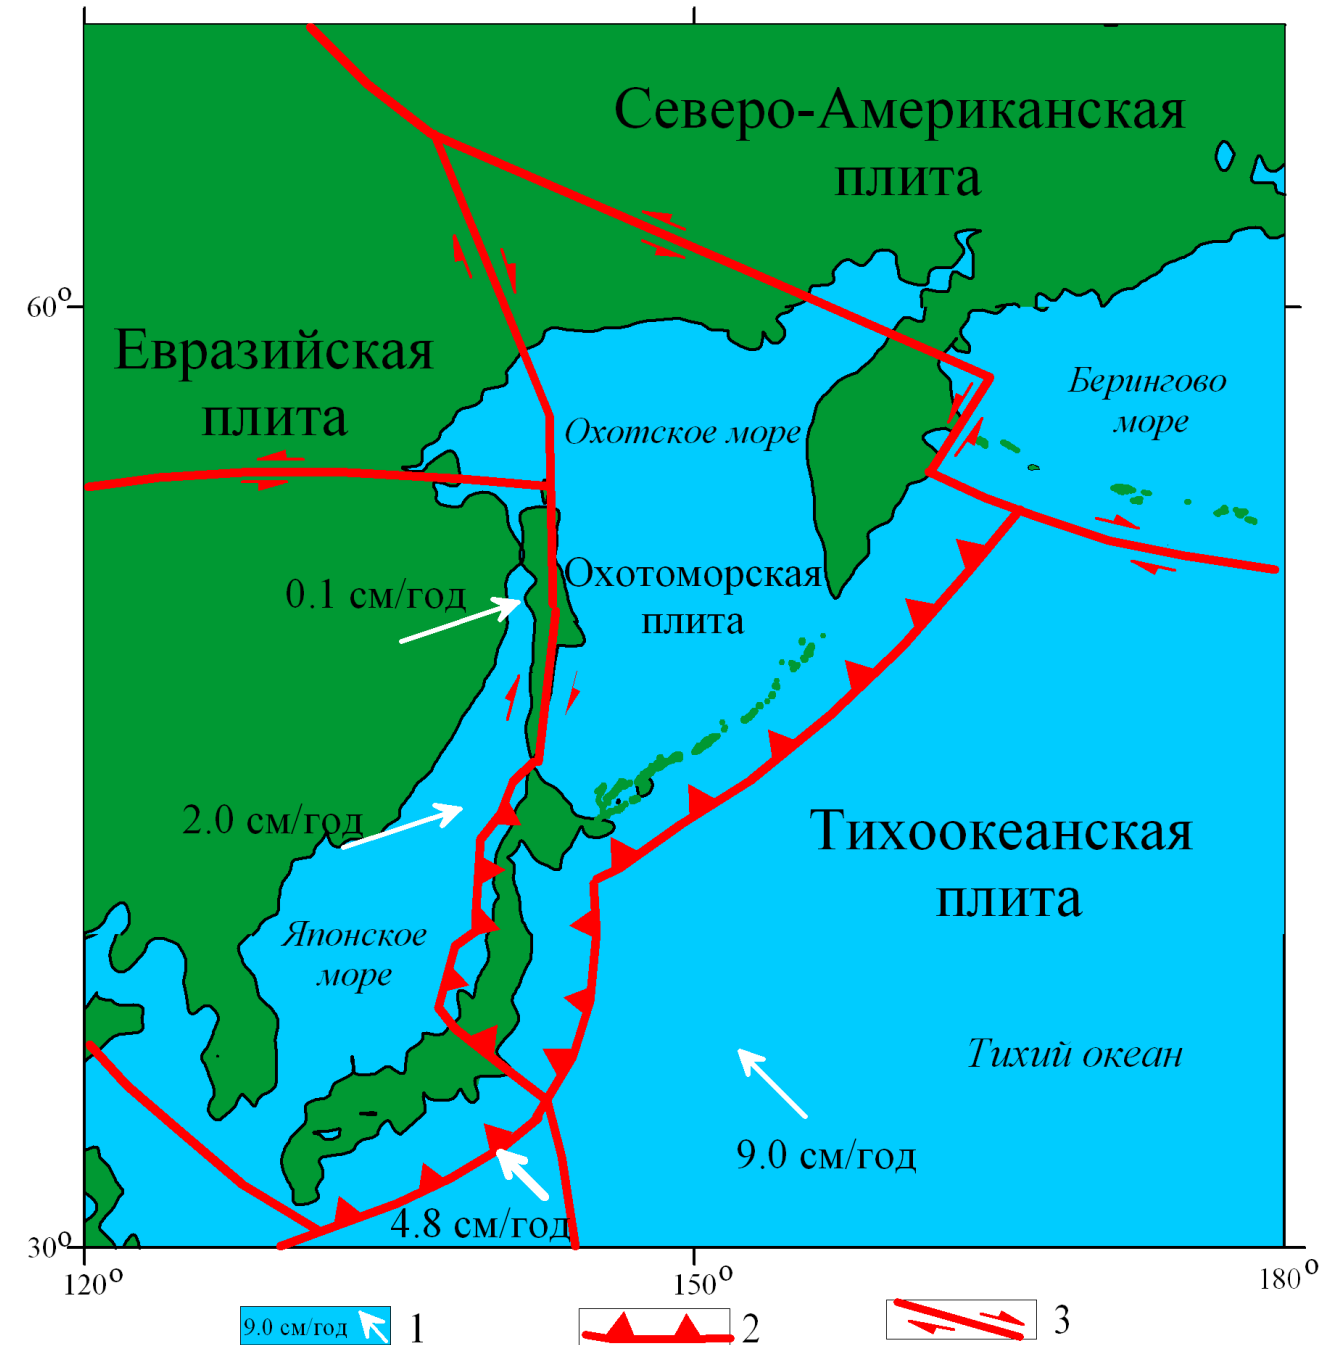 Северо-Американская
плита
60°
Евразийская
плита
Берингово
море
Охотское море
Охотоморская
плита
0.1 см/год
2.0 см/год
Тихоокеанская
плита
Японское
море
Тихий океан
9.0 см/год
4.8 см/год
30°
120°
150°
180°
9.0 см/год
1
2
3